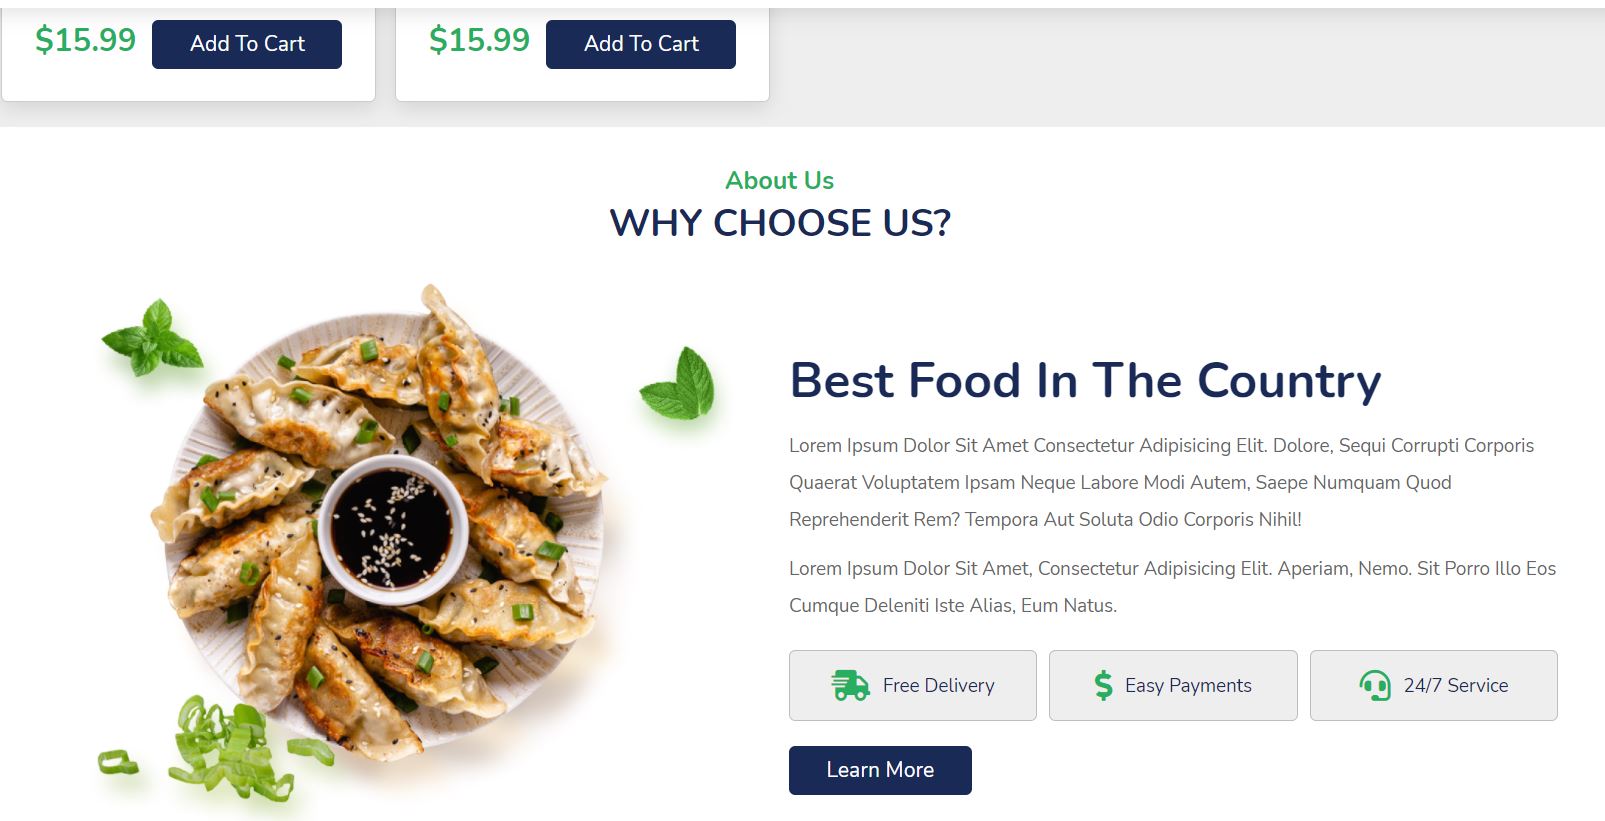 $15.99 Add To Cart $15.99 Add To Cart
About Us
WHY CHOOSE US?
Best Food In The Country
Lorem Ipsum Dolor Sit Amet Consectetur Adipisicing Elit. Dolore, Sequi Corrupti Corporis
Quaerat Voluptatem Ipsam Neque Labore Modi Autem, Saepe Numquam Quod
Reprehenderit Rem? Tempora Aut Soluta Odio Corporis Nihil!
Lorem Ipsum Dolor Sit Amet, Consectetur Adipisicing Elit. Aperiam, Nemo. Sit Porro Illo Eos
Cumque Deleniti Iste Alias, Eum Natus.
Free Delivery $ Easy Payments 24/7 Service
Learn More